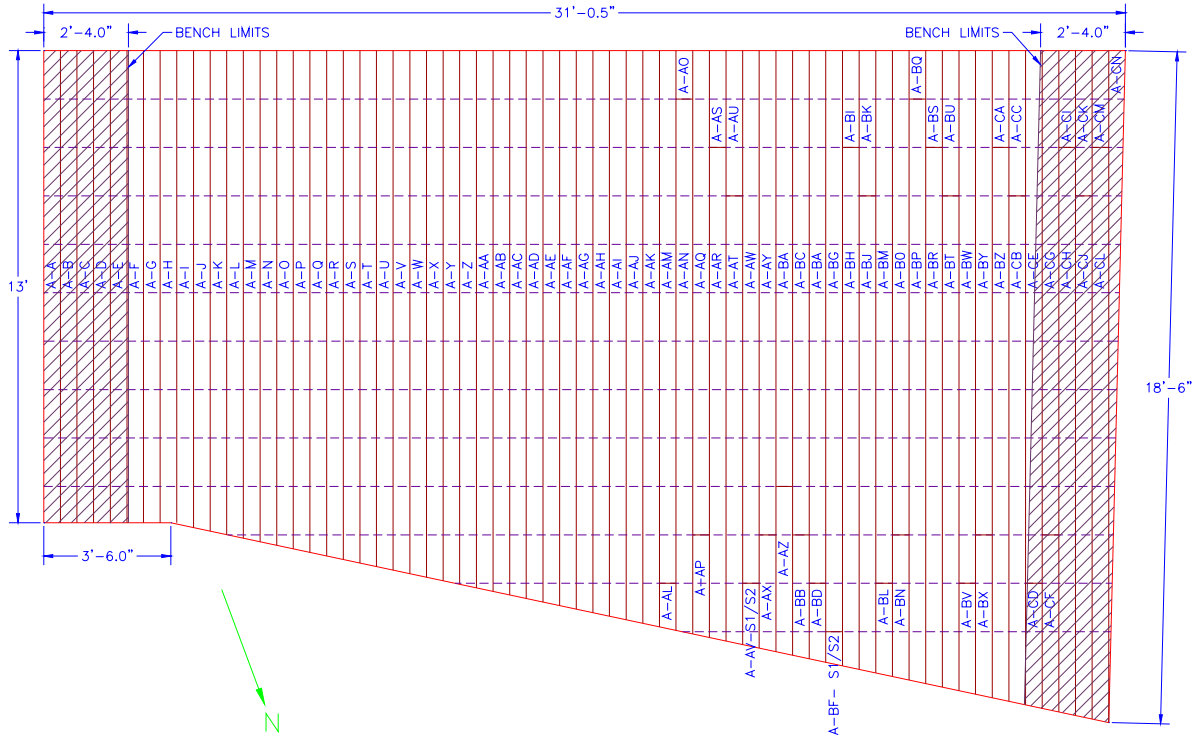 31'-0.5"
2'-4.0"
BENCH LIMITS
BENCH LIMITS
2'-4.0"
A-AO
A-BQ
A-CN
A-AS
A-AU
A-BI
A-BK
A-BS
A-BU
A-CA
A-CC
A-CI
A-CK
A-CM
13'
A-A
A-B
A-C
A-D
A-E
A-F
A-G
A-H
A-I
A-J
A-K
A-L
A-M
A-N
A-O
A-P
A-Q
A-R
A-S
A-T
A-U
A-V
A-W
A-X
A-Y
A-Z
A-AA
A-AB
A-AC
A-AD
A-AE
A-AF
A-AG
A-AH
A-AI
A-AJ
A-AK
A-AM
A-AN
A-AQ
A-AR
A-AT
A-AW
A-AY
A-BA
A-BC
A-BA
A-BG
A-BH
A-BJ
A-BM
A-BO
A-BP
A-BR
A-BT
A-BW
A-BY
A-BZ
A-CB
A-CE
A-CG
A-CH
A-CJ
A-CL
18'-6"
3'-6.0"
A-AL
A-AP
A-AV-S1/S2
A-AX
A-AZ
A-BB
A-BD
A-BF- S1/S2
A-BL
A-BN
A-BV
A-BX
A-CD
A-CF
N